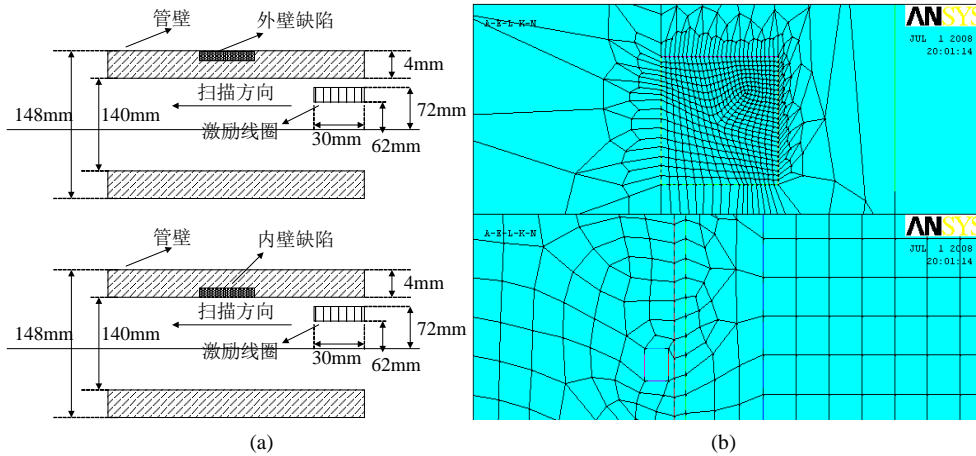 管壁
外壁缺陷
4mm
扫描方向
148mm
140mm
72mm
激励线圈
62mm
30mm
管壁
内壁缺陷
4mm
扫描方向
148mm
140mm
72mm
激励线圈
62mm
30mm
(a)
A-E-L-K-N
ANSYS
JUL 1 2008
20:01:14
A-E-L-K-N
ANSYS
JUL 1 2008
20:01:14
(b)